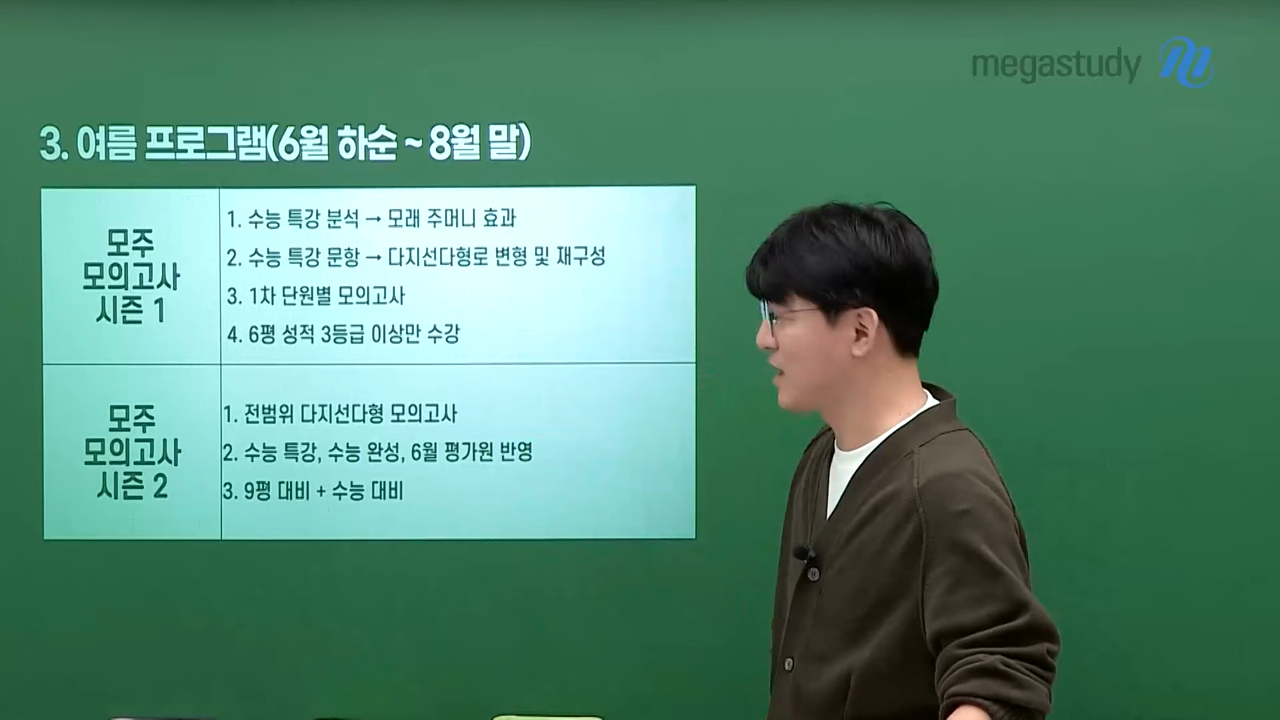 megastudy
3. 여름 프로그램(6월 하순 ~ 8월 말)
모주
모의고사
시즌 1
1. 수능 특강 분석 → 모래 주머니 효과
2. 수능 특강 문항 → 다지선다형로 변형 및 재구성
3. 1차 단원별 모의고사
4. 6평 성적 3등급 이상만 수강
모주
모의고사
시즌 2
1. 전범위 다지선다형 모의고사
2. 수능 특강, 수능 완성, 6월 평가원 반영
3. 9평 대비 + 수능 대비